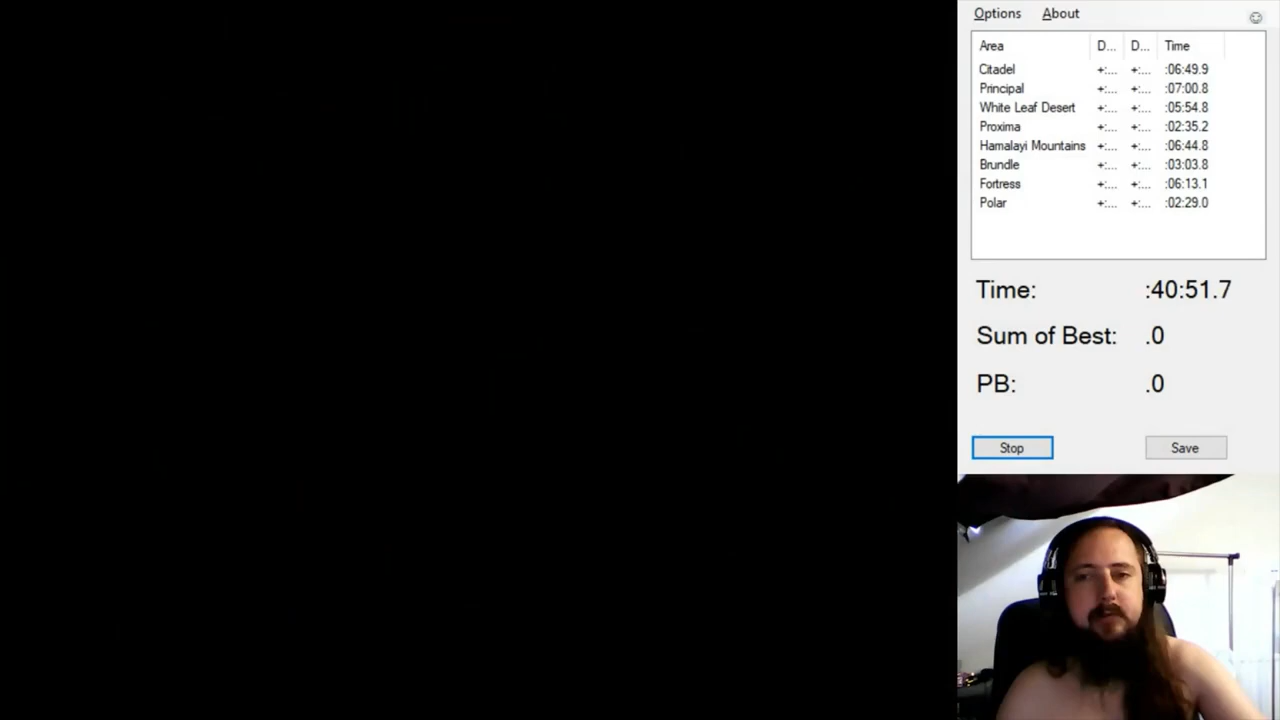 Options About
Area D... D... Time
Citadel +:... +:... :06:49.9
Principal +:... +:... :07:00.8
White Leaf Desert +:... +:... :05:54.8
Proxima +:... +:... :02:35.2
Hamalayi Mountains +:... +:... :06:44.8
Brundle +:... +:... :03:03.8
Fortress +:... +:... :06:13.1
Polar +:... +:... :02:29.0
Time: :40:51.7
Sum of Best: .0
PB: .0
Stop Save